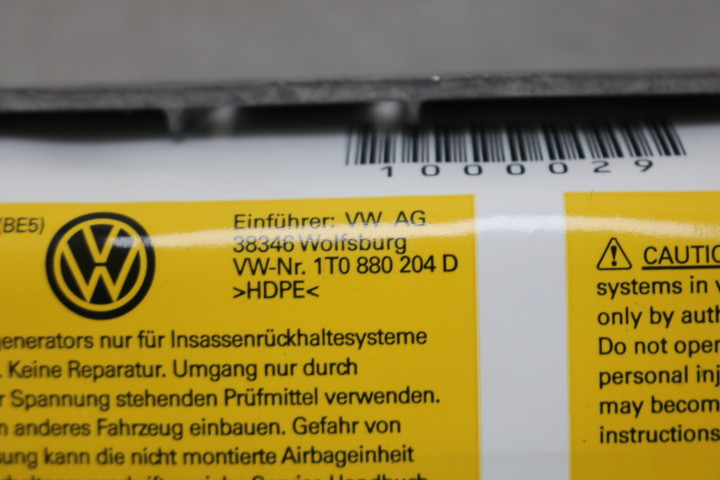 1000029
(BE5)
Einführer: VW AG
38346 Wolfsburg
VW-Nr. 1T0 880 204 D
>HDPE<
generators nur für Insassenrückhaltesysteme
. Keine Reparatur. Umgang nur durch
r Spannung stehenden Prüfmittel verwenden.
n anderes Fahrzeug einbauen. Gefahr von
sung kann die nicht montierte Airbageinheit
CAUTIO
systems in v
only by auth
Do not open
personal inj
may becom
instructions